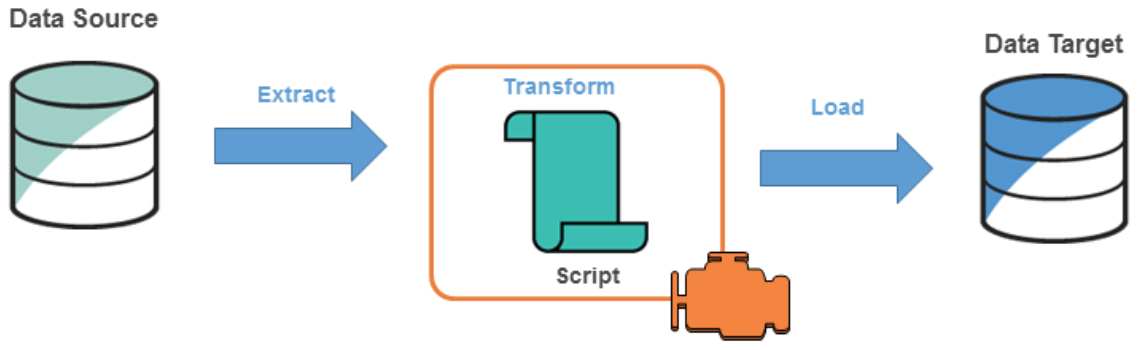 Data Source
Extract
Transform
Script
Load
Data Target